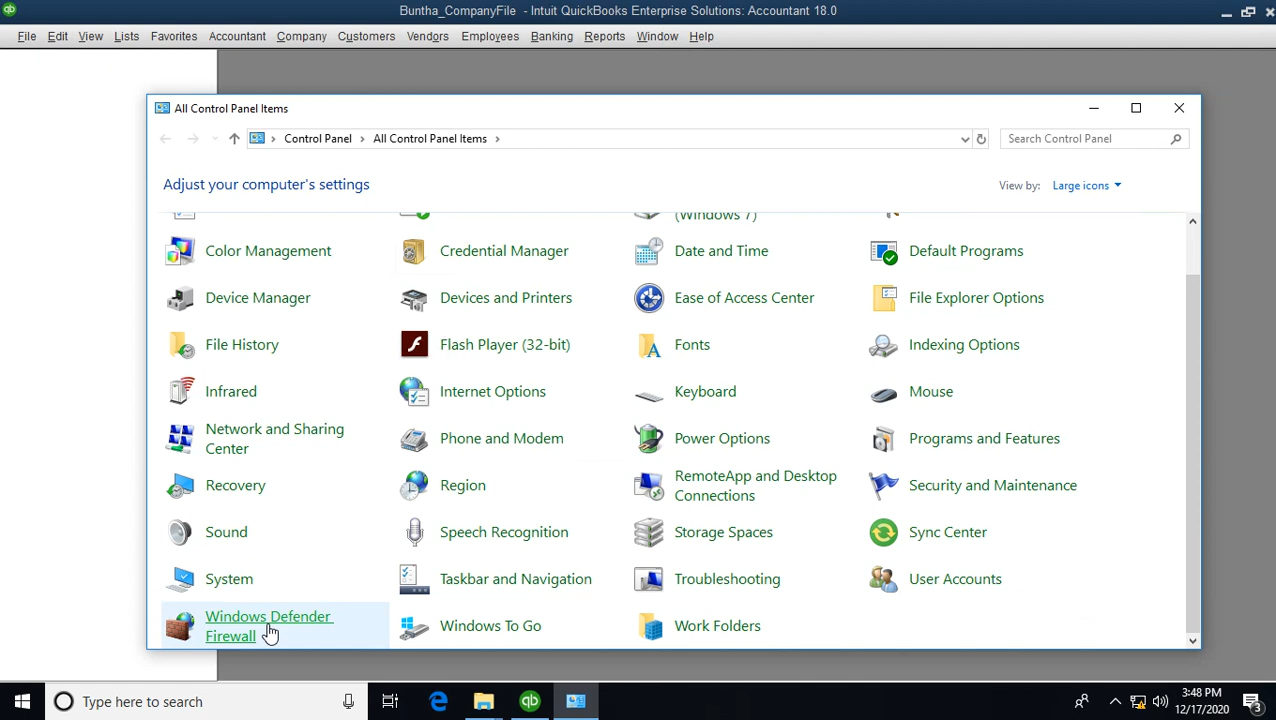 Buntha_CompanyFile - Intuit QuickBooks Enterprise Solutions: Accountant 18.0
File Edit View Lists Favorites Accountant Company Customers Vendors Employees Banking Reports Window Help
All Control Panel Items
Control Panel > All Control Panel Items >
Search Control Panel
Adjust your computer's settings
View by: Large icons
(Windows 7)
Color Management
Credential Manager
Date and Time
Default Programs
Device Manager
Devices and Printers
Ease of Access Center
File Explorer Options
File History
Flash Player (32-bit)
Fonts
Indexing Options
Infrared
Internet Options
Keyboard
Mouse
Network and Sharing
Center
Phone and Modem
Power Options
Programs and Features
Recovery
Region
RemoteApp and Desktop
Connections
Security and Maintenance
Sound
Speech Recognition
Storage Spaces
Sync Center
System
Taskbar and Navigation
Troubleshooting
User Accounts
Windows Defender
Firewall
Windows To Go
Work Folders
Type here to search
3:48 PM
12/17/2020
3